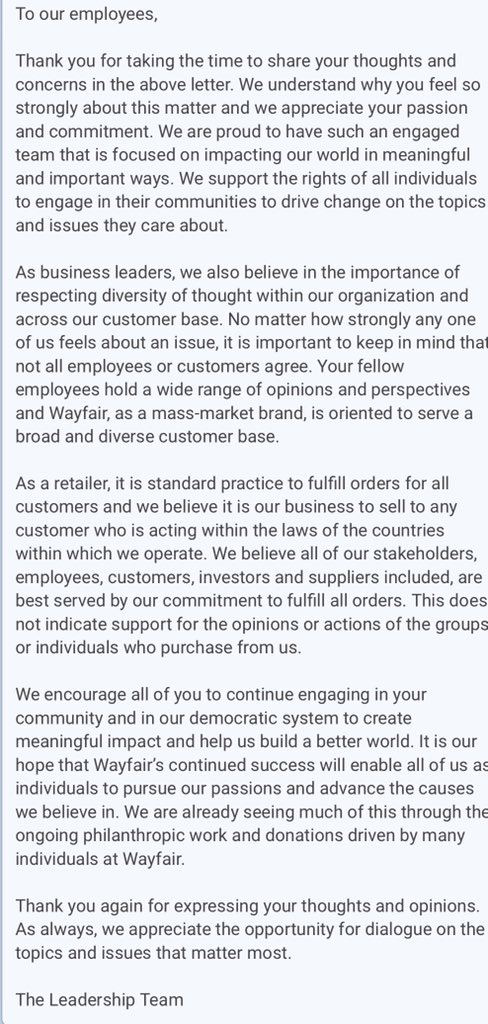 To our employees,
Thank you for taking the time to share your thoughts and
concerns in the above letter. We understand why you feel so
strongly about this matter and we appreciate your passion
and commitment. We are proud to have such an engaged
team that is focused on impacting our world in meaningful
and important ways. We support the rights of all individuals
to engage in their communities to drive change on the topics
and issues they care about.
As business leaders, we also believe in the importance of
respecting diversity of thought within our organization and
across our customer base. No matter how strongly any one
of us feels about an issue, it is important to keep in mind that
not all employees or customers agree. Your fellow
employees hold a wide range of opinions and perspectives
and Wayfair, as a mass-market brand, is oriented to serve a
broad and diverse customer base.
As a retailer, it is standard practice to fulfill orders for all
customers and we believe it is our business to sell to any
customer who is acting within the laws of the countries
within which we operate. We believe all of our stakeholders,
employees, customers, investors and suppliers included, are
best served by our commitment to fulfill all orders. This does
not indicate support for the opinions or actions of the groups
or individuals who purchase from us.
We encourage all of you to continue engaging in your
community and in our democratic system to create
meaningful impact and help us build a better world. It is our
hope that Wayfair's continued success will enable all of us as
individuals to pursue our passions and advance the causes
we believe in. We are already seeing much of this through the
ongoing philanthropic work and donations driven by many
individuals at Wayfair.
Thank you again for expressing your thoughts and opinions.
As always, we appreciate the opportunity for dialogue on the
topics and issues that matter most.
The Leadership Team